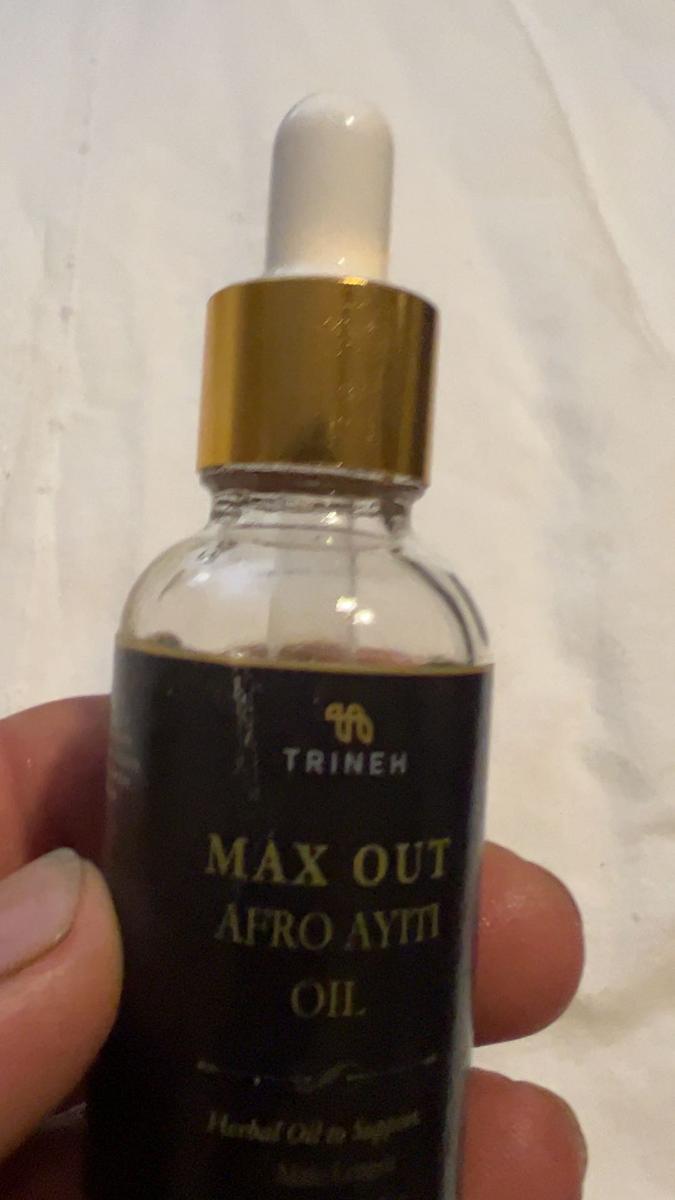 TRINEH
MAX OUT
AFRO AYITI
OIL
Herbal Oil to Support